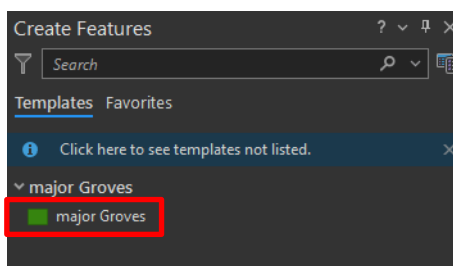 Create Features
Search
Templates Favorites
Click here to see templates not listed.
major Groves
major Groves